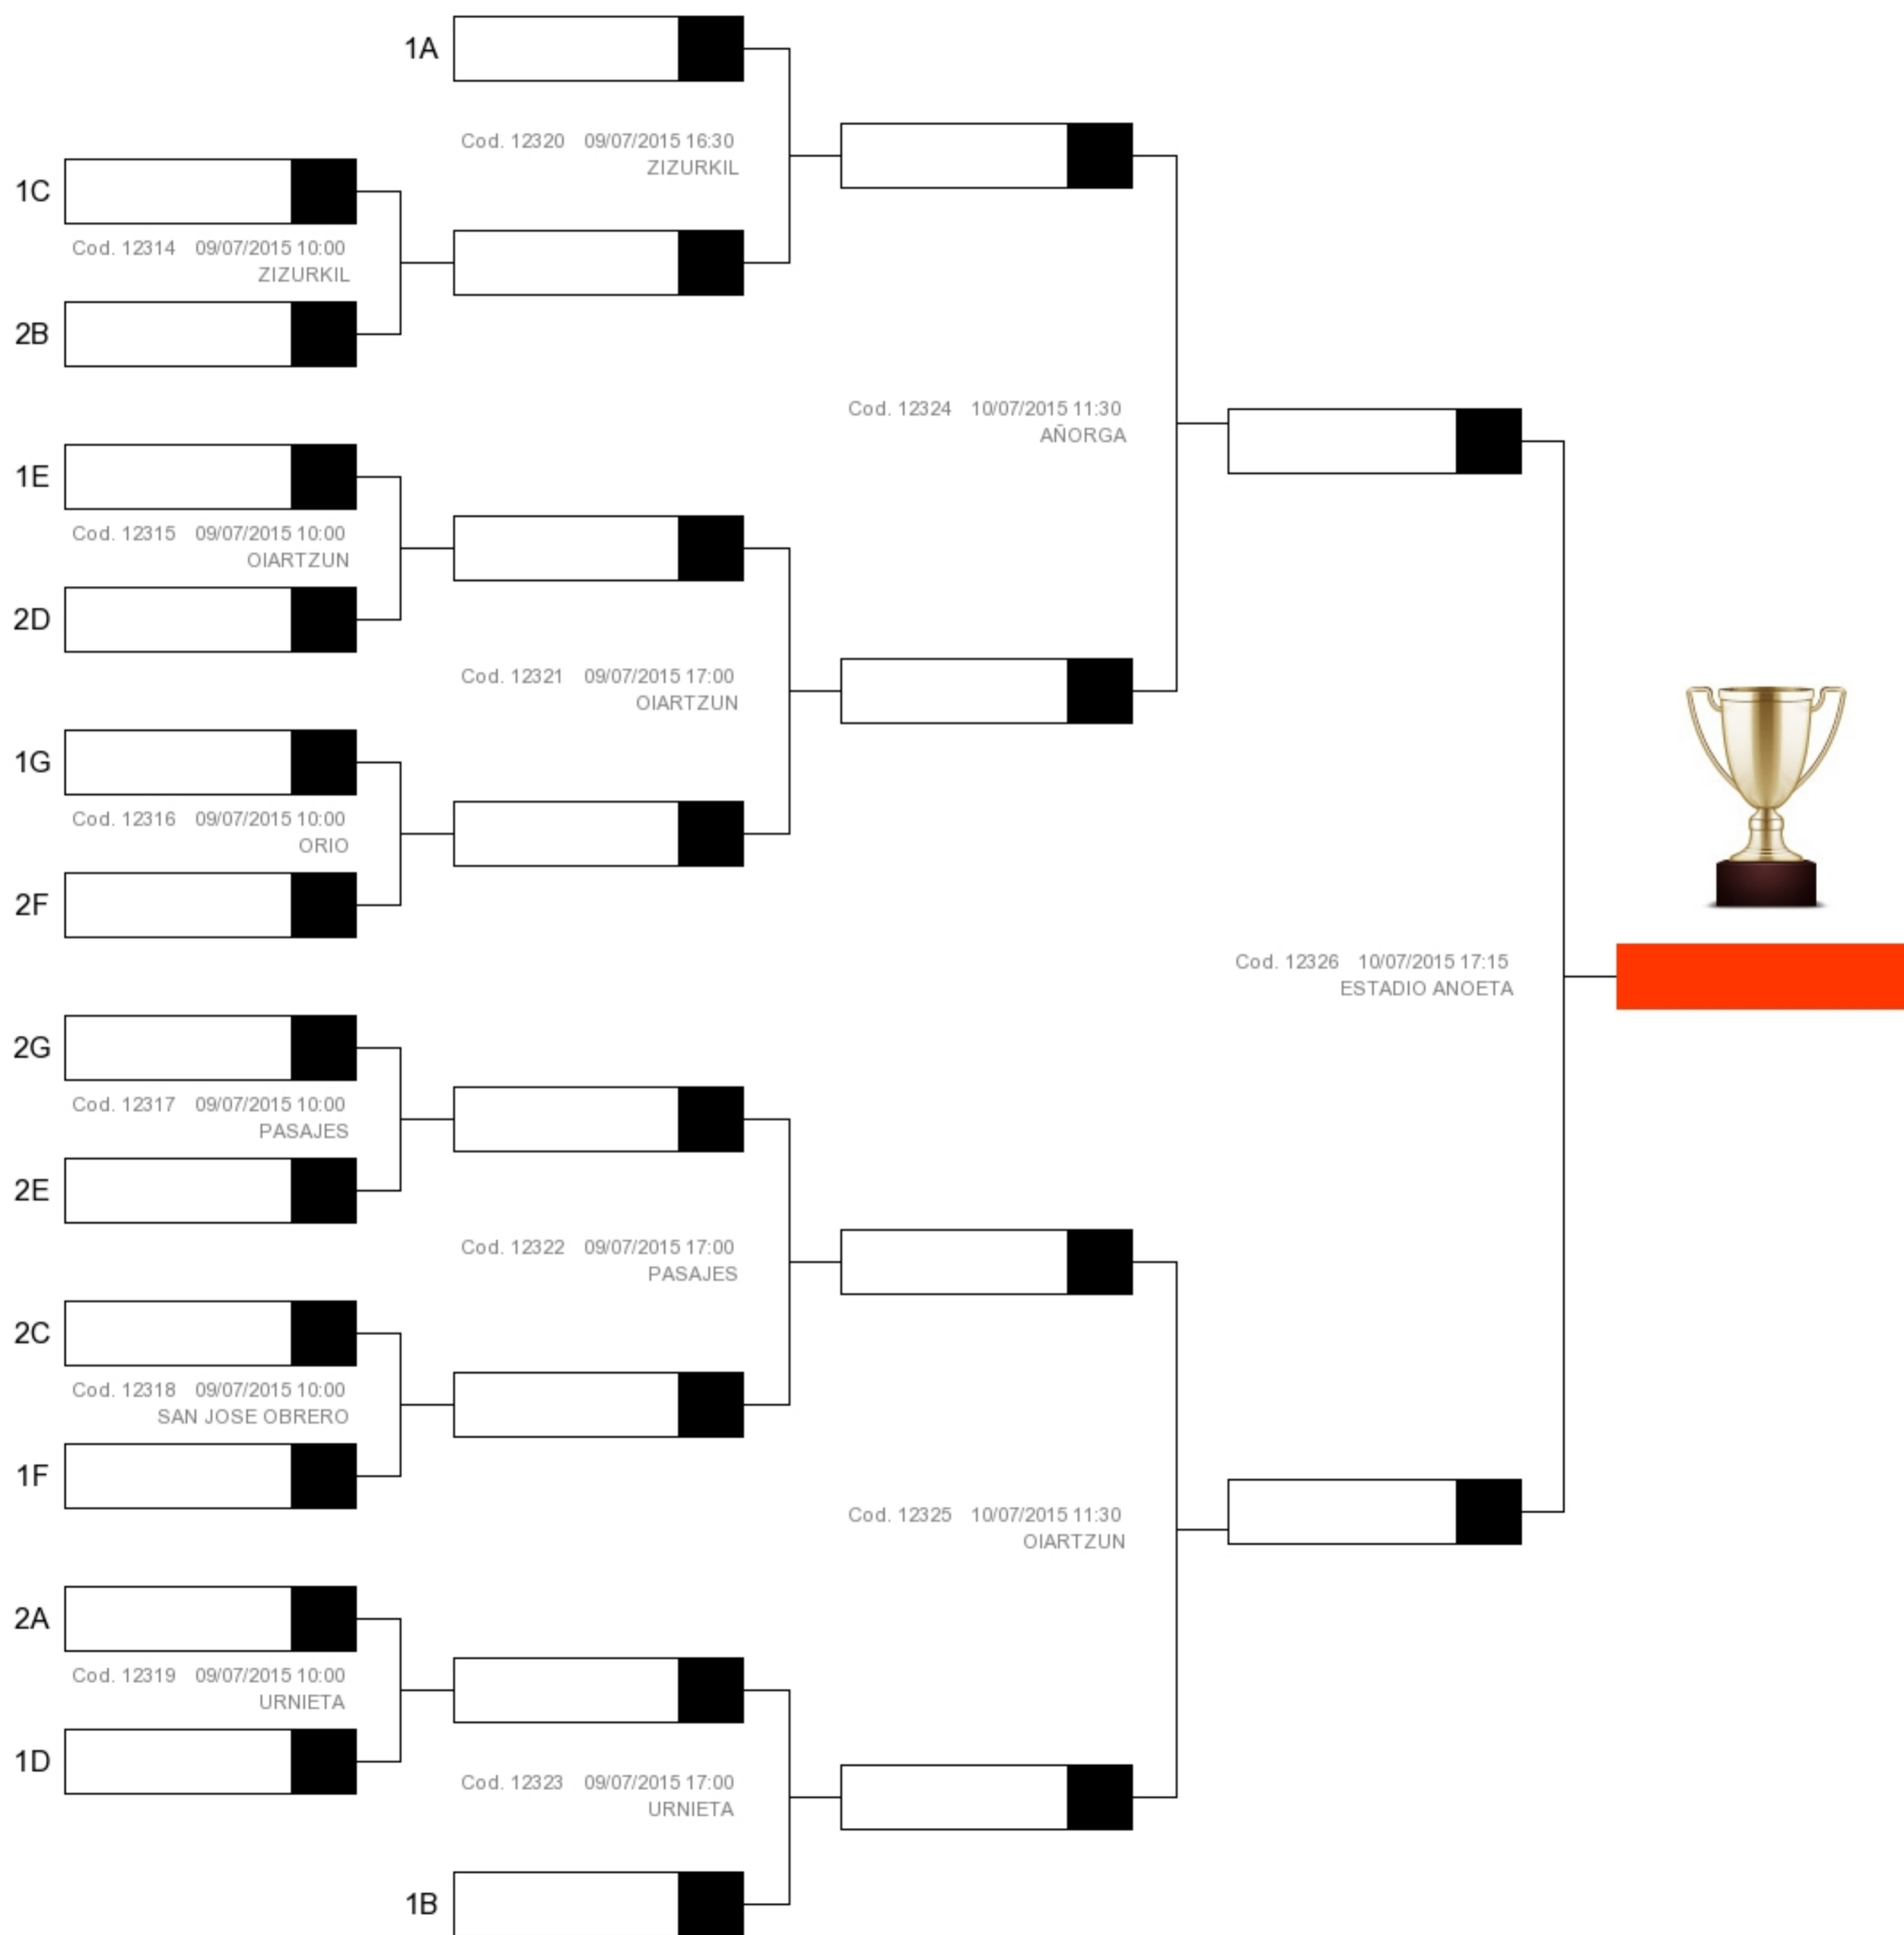 1A
Cod. 12320 09/07/2015 16:30
ZIZURKIL
1C
Cod. 12314 09/07/2015 10:00
ZIZURKIL
2B
Cod. 12324 10/07/2015 11:30
AÑORGA
1E
Cod. 12315 09/07/2015 10:00
OIARTZUN
2D
Cod. 12321 09/07/2015 17:00
OIARTZUN
1G
Cod. 12316 09/07/2015 10:00
ORIO
2F
Cod. 12326 10/07/2015 17:15
ESTADIO ANOETA
2G
Cod. 12317 09/07/2015 10:00
PASAJES
2E
Cod. 12322 09/07/2015 17:00
PASAJES
2C
Cod. 12318 09/07/2015 10:00
SAN JOSE OBRERO
1F
Cod. 12325 10/07/2015 11:30
OIARTZUN
2A
Cod. 12319 09/07/2015 10:00
URNIETA
1D
Cod. 12323 09/07/2015 17:00
URNIETA
1B